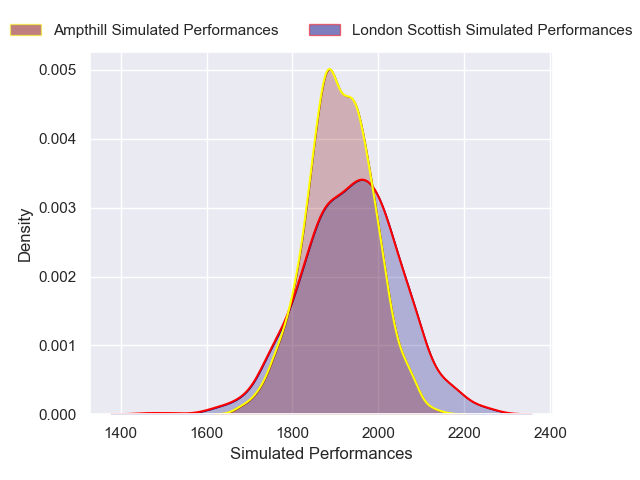 Ampthill Simulated Performances
London Scottish Simulated Performances
0.005
0.004
0.003
0.002
0.001
0.000
Density
1400 1600 1800 2000 2200 2400
Simulated Performances